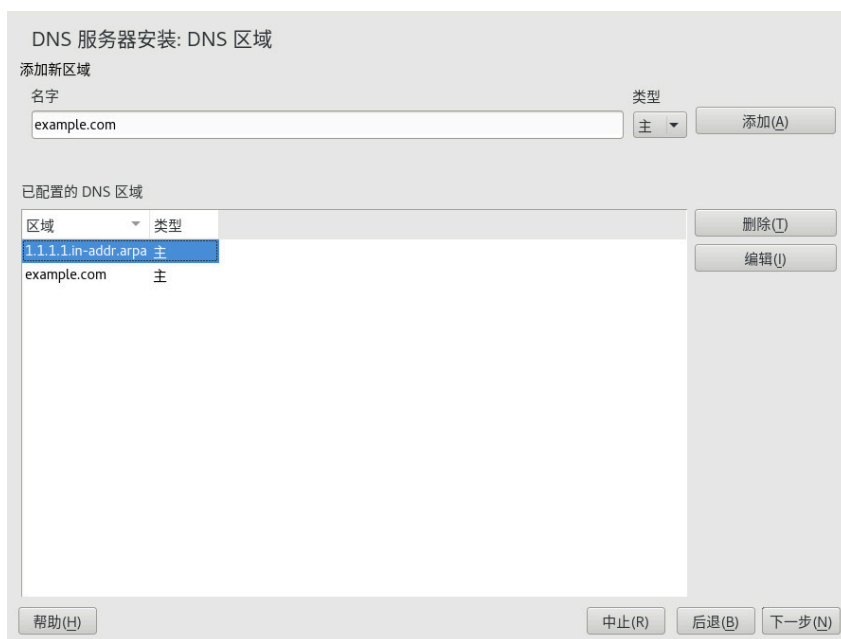 DNS 服务器安装: DNS 区域
添加新区域
名字 类型
example.com 主 添加(A)
已配置的 DNS 区域
区域 类型 删除(T)
1.1.1.1.in-addr.arpa 主
编辑(I)
example.com 主
帮助(H) 中止(R) 后退(B) 下一步(N)